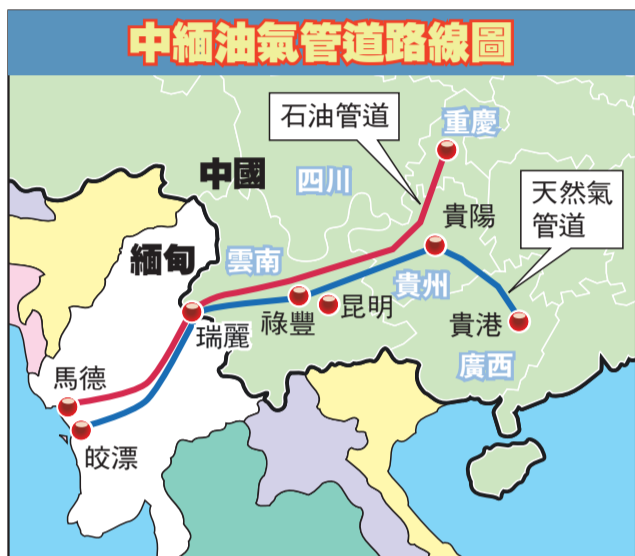 中緬油氣管道路線圖
石油管道
重慶
中國
四川
天然氣
管道
貴陽
緬甸
雲南
貴州
祿豐
昆明
瑞麗
貴港
廣西
馬德
皎漂